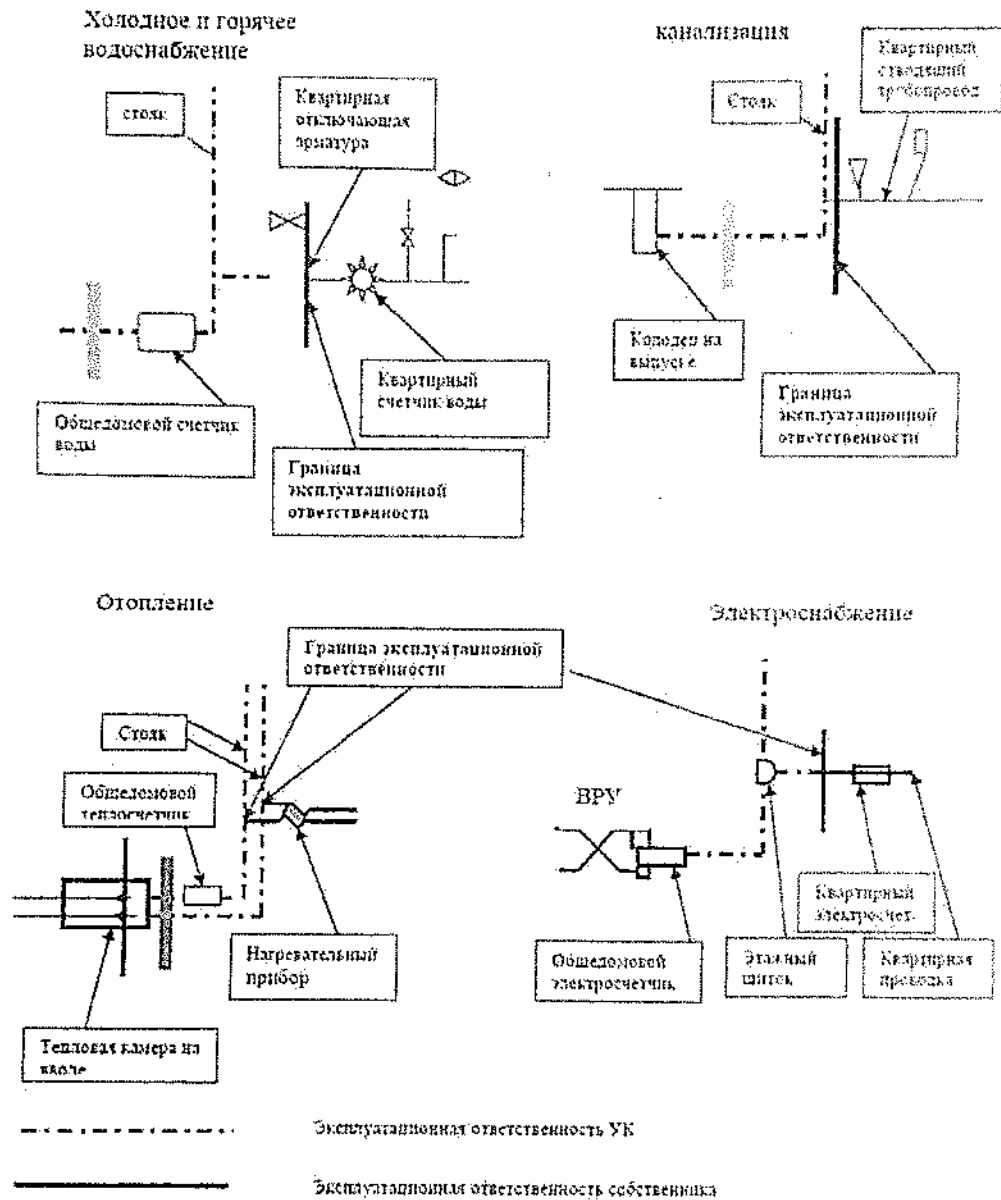 Холодное и горячее
водоснабжение
канализация
Квартирный
отводящий
трубопровод
стояк
Квартирная
отключающая
арматура
Стояк
Колодец на
выпуске
Квартирный
счетчик воды
Общедомовой счетчик
воды
Граница
эксплуатационной
ответственности
Граница
эксплуатационной
ответственности
Отопление
Электроснабжение
Граница эксплуатационной
ответственности
Стояк
Общедомовой
теплосчетчик
ВРУ
Нагревательный
прибор
Квартирный
электросчет-
Общедомовой
электросчетчик
Этажный
щиток
Квартирная
проводка
Тепловая камера на
вводе
Эксплуатационная ответственность УК
Эксплуатационная ответственность собственника